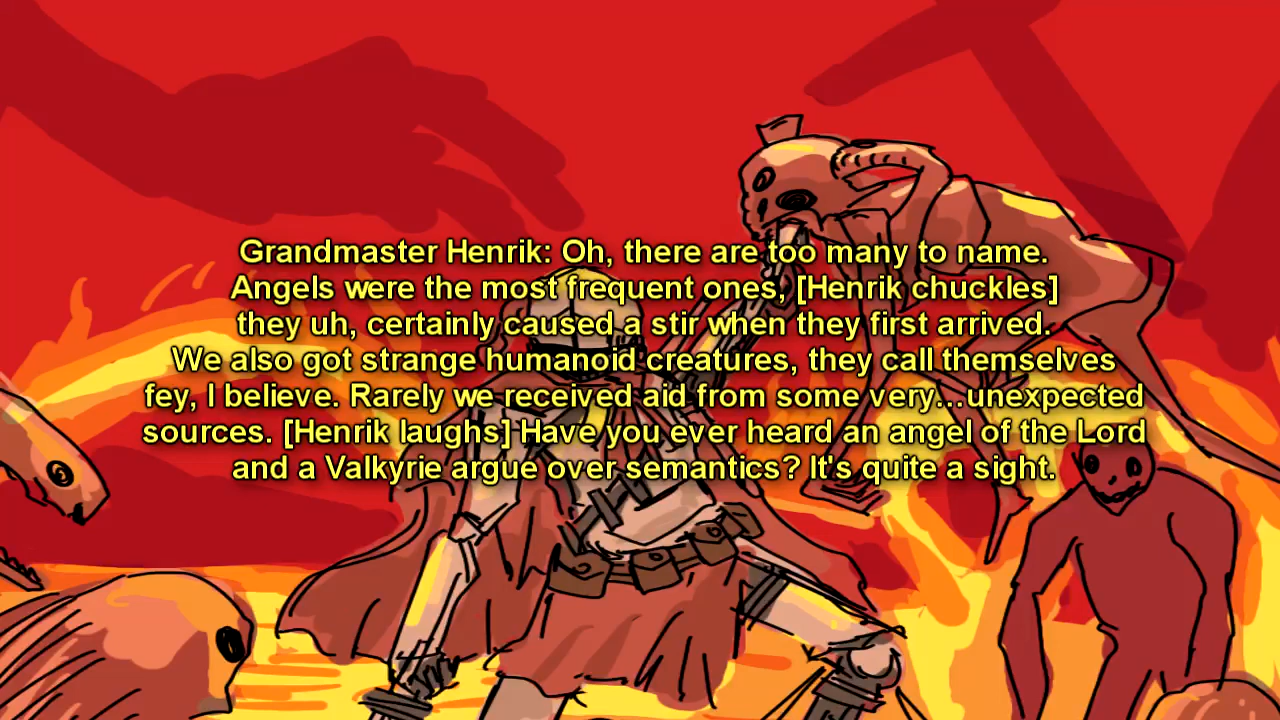 Grandmaster Henrik: Oh, there are too many to name.
Angels were the most frequent ones, [Henrik chuckles]
they uh, certainly caused a stir when they first arrived.
We also got strange humanoid creatures, they call themselves
fey, I believe. Rarely we received aid from some very...unexpected
sources. [Henrik laughs] Have you ever heard an angel of the Lord
and a Valkyrie argue over semantics? It's quite a sight.